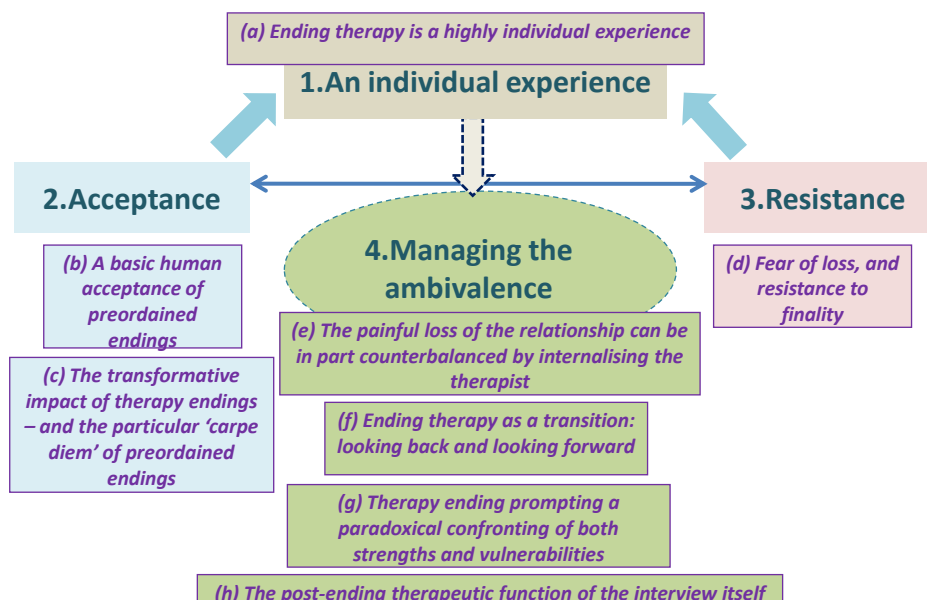 (a) Ending therapy is a highly individual experience
1.An individual experience
2.Acceptance
3.Resistance
4.Managing the
ambivalence
(b) A basic human
acceptance of
preordained
endings
(c) The transformative
impact of therapy endings
– and the particular ‘carpe
diem’ of preordained
endings
(d) Fear of loss, and
resistance to
finality
(e) The painful loss of the relationship can be
in part counterbalanced by internalising the
therapist
(f) Ending therapy as a transition:
looking back and looking forward
(g) Therapy ending prompting a
paradoxical confronting of both
strengths and vulnerabilities
(h) The post-ending therapeutic function of the interview itself